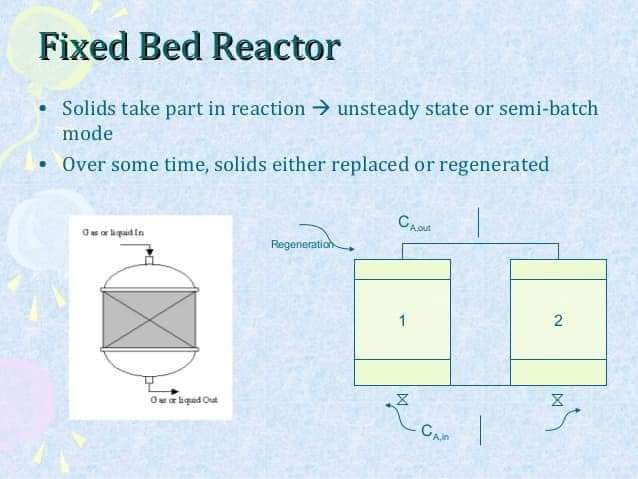 Fixed Bed Reactor
• Solids take part in reaction → unsteady state or semi-batch
mode
• Over some time, solids either replaced or regenerated
Gas or liquid In
Gas or liquid Out
Regeneration
CA,out
1
2
CA,in